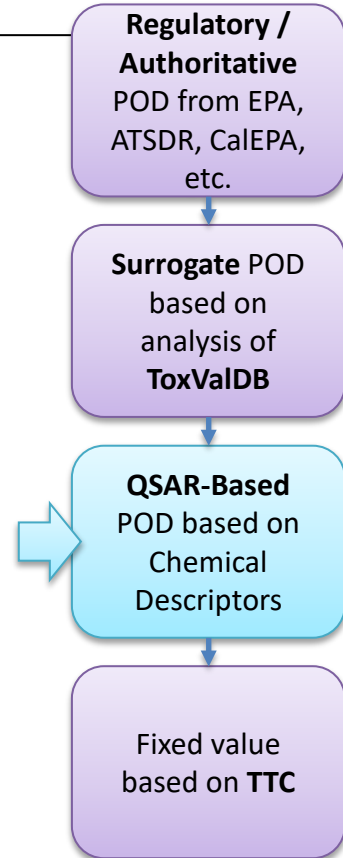 Regulatory /
Authoritative
POD from EPA,
ATSDR, CalEPA,
etc.
Surrogate POD
based on
analysis of
ToxValDB
QSAR-Based
POD based on
Chemical
Descriptors
Fixed value
based on TTC